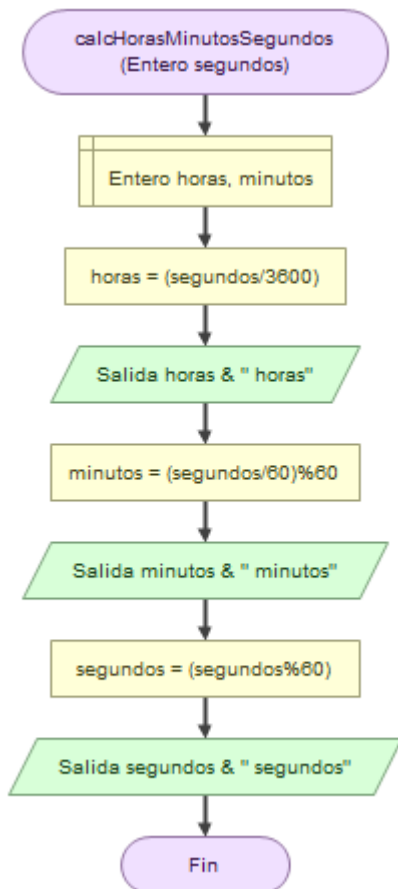 calcHorasMinutosSegundos
(Entero segundos)
Entero horas, minutos
horas = (segundos/3600)
Salida horas & " horas"
minutos = (segundos/60)%60
Salida minutos & " minutos"
segundos = (segundos%60)
Salida segundos & " segundos"
Fin